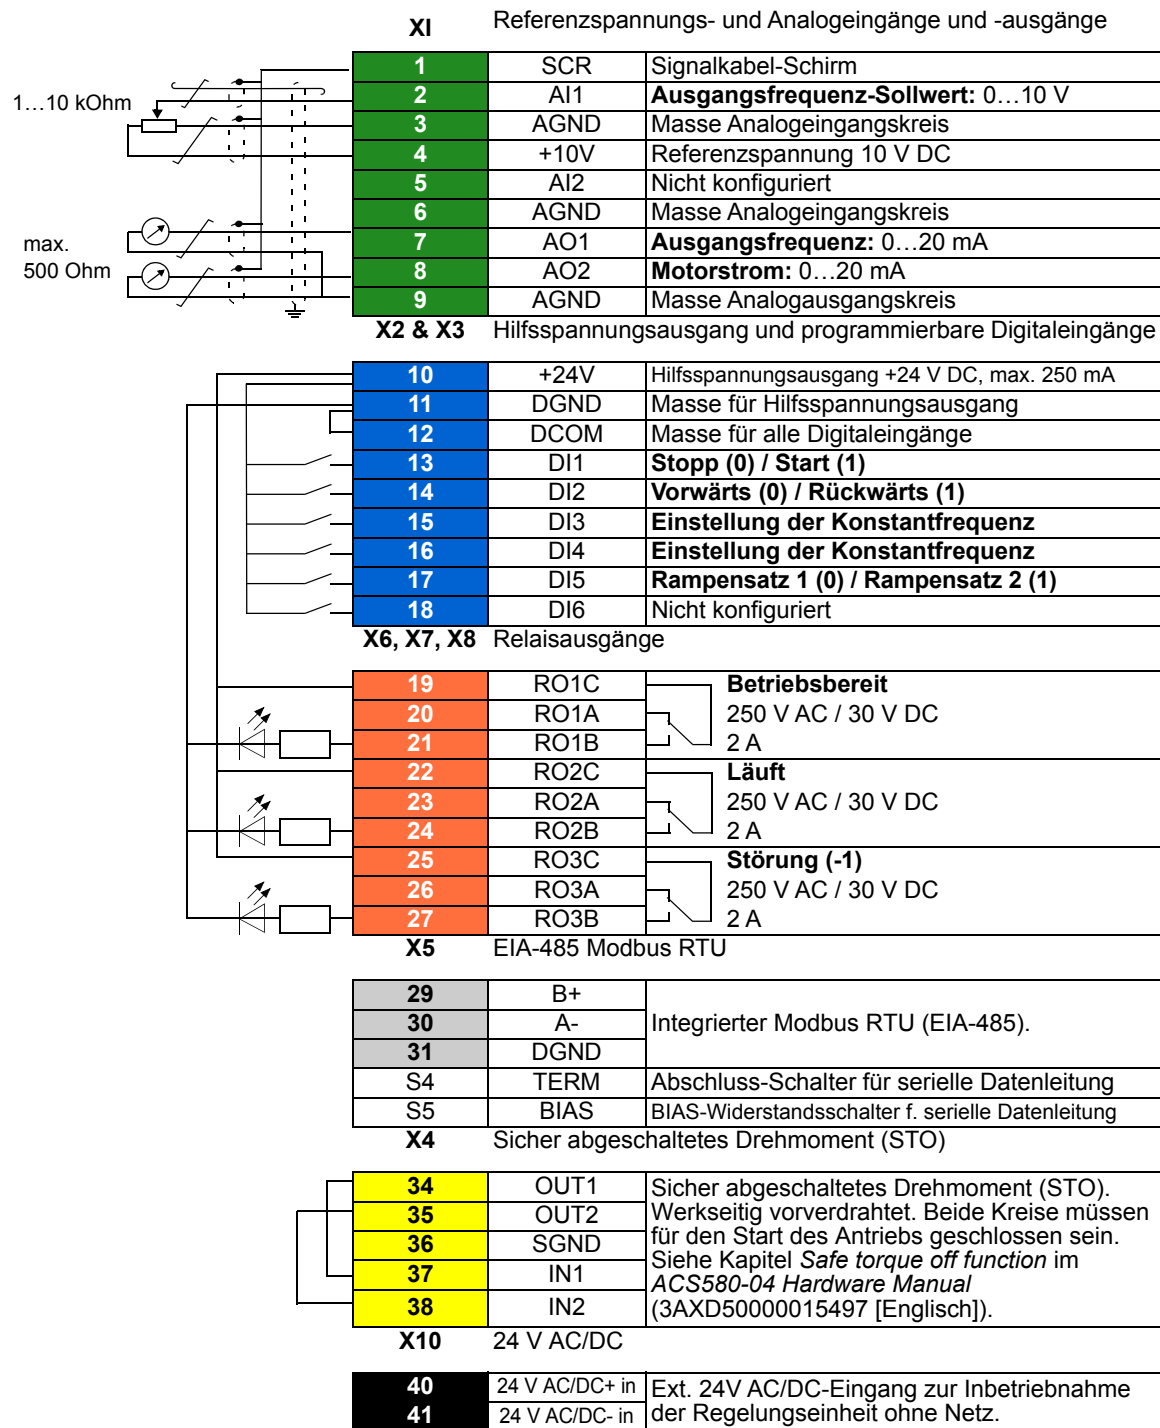 XI Referenzspannungs- und Analogeingänge und -ausgänge
1 SCR Signalkabel-Schirm
1…10 kOhm
2 AI1 Ausgangsfrequenz-Sollwert: 0…10 V
3 AGND Masse Analogeingangskreis
4 +10V Referenzspannung 10 V DC
5 AI2 Nicht konfiguriert
6 AGND Masse Analogeingangskreis
max.
500 Ohm
7 AO1 Ausgangsfrequenz: 0…20 mA
8 AO2 Motorstrom: 0…20 mA
9 AGND Masse Analogausgangskreis
X2 & X3 Hilfsspannungsausgang und programmierbare Digitaleingänge
10 +24V Hilfsspannungsausgang +24 V DC, max. 250 mA
11 DGND Masse für Hilfsspannungsausgang
12 DCOM Masse für alle Digitaleingänge
13 DI1 Stopp (0) / Start (1)
14 DI2 Vorwärts (0) / Rückwärts (1)
15 DI3 Einstellung der Konstantfrequenz
16 DI4 Einstellung der Konstantfrequenz
17 DI5 Rampensatz 1 (0) / Rampensatz 2 (1)
18 DI6 Nicht konfiguriert
X6, X7, X8 Relaisausgänge
19 RO1C Betriebsbereit
20 RO1A 250 V AC / 30 V DC
21 RO1B 2 A
22 RO2C Läuft
23 RO2A 250 V AC / 30 V DC
24 RO2B 2 A
25 RO3C Störung (-1)
26 RO3A 250 V AC / 30 V DC
27 RO3B 2 A
X5 EIA-485 Modbus RTU
29 B+
30 A- Integrierter Modbus RTU (EIA-485).
31 DGND
S4 TERM Abschluss-Schalter für serielle Datenleitung
S5 BIAS BIAS-Widerstandsschalter f. serielle Datenleitung
X4 Sicher abgeschaltetes Drehmoment (STO)
34 OUT1
35 OUT2
36 SGND
37 IN1
38 IN2
Sicher abgeschaltetes Drehmoment (STO).
Werkseitig vorverdrahtet. Beide Kreise müssen
für den Start des Antriebs geschlossen sein.
Siehe Kapitel Safe torque off function im
ACS580-04 Hardware Manual
(3AXD50000015497 [Englisch]).
X10 24 V AC/DC
40 24 V AC/DC+ in
41 24 V AC/DC- in
Ext. 24V AC/DC-Eingang zur Inbetriebnahme
der Regelungseinheit ohne Netz.